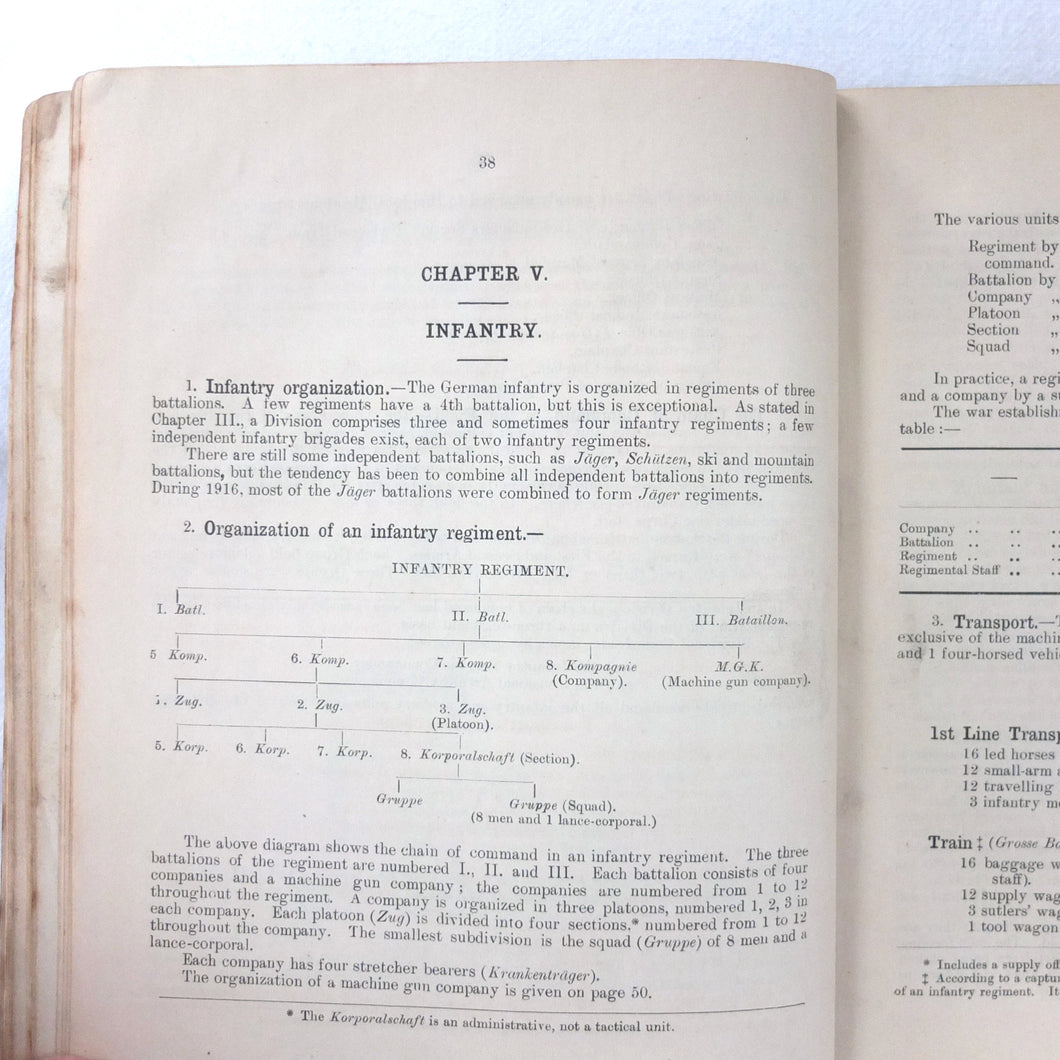 38
CHAPTER V.
INFANTRY.
1. Infantry organization.—The German infantry is organized in regiments of three
battalions. A few regiments have a 4th battalion, but this is exceptional. As stated in
Chapter III., a Division comprises three and sometimes four infantry regiments; a few
independent infantry brigades exist, each of two infantry regiments.
There are still some independent battalions, such as Jäger, Schützen, ski and mountain
battalions, but the tendency has been to combine all independent battalions into regiments.
During 1916, most of the Jäger battalions were combined to form Jäger regiments.
2. Organization of an infantry regiment.—
INFANTRY REGIMENT.
I. Batl. II. Batl. III. Bataillon.
5 Komp. 6. Komp. 7. Komp. 8. Kompagnie M.G.K.
(Company). (Machine gun company).
. Zug. 2. Zug. 3. Zug.
(Platoon).
5. Korp. 6. Korp. 7. Korp. 8. Korporalschaft (Section).
Gruppe Gruppe (Squad).
(8 men and 1 lance-corporal.)
The above diagram shows the chain of command in an infantry regiment. The three
battalions of the regiment are numbered I., II. and III. Each battalion consists of four
companies and a machine gun company; the companies are numbered from 1 to 12
throughout the regiment. A company is organized in three platoons, numbered 1, 2, 3 in
each company. Each platoon (Zug) is divided into four sections.* numbered from 1 to 12
throughout the company. The smallest subdivision is the squad (Gruppe) of 8 men and a
lance-corporal.
Each company has four stretcher bearers (Krankenträger).
The organization of a machine gun company is given on page 50.
* The Korporalschaft is an administrative, not a tactical unit.
The various units
Regiment by
command.
Battalion by
Company „
Platoon „
Section „
Squad „
In practice, a regi
and a company by a su
The war establish
table :—
—
Company .. .. ..
Battalion .. .. ..
Regiment .. .. ..
Regimental Staff .. ..
3. Transport.—T
exclusive of the machin
and 1 four-horsed vehi
1st Line Transp
16 led horses
12 small-arm a
12 travelling
3 infantry me
Train ‡ (Grosse Ba
16 baggage w
staff).
12 supply wag
3 sutlers' wag
1 tool wagon
* Includes a supply off
‡ According to a captur
of an infantry regiment. It